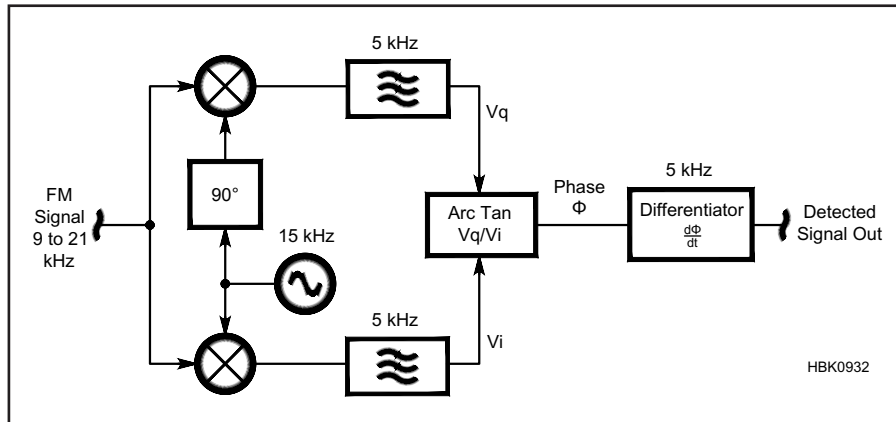 5 kHz
Vq
90°
FM
Signal
9 to 21
kHz
15 kHz
Arc Tan
Vq/Vi
Phase
Φ
5 kHz
Differentiator
dΦ
dt
Detected
Signal Out
5 kHz
Vi
HBK0932